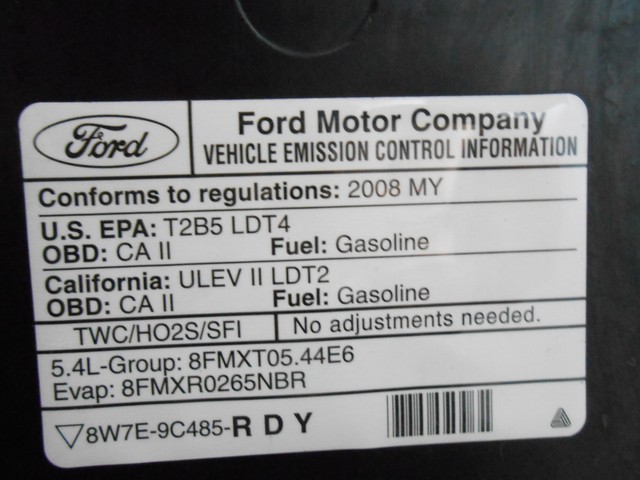 Ford
Ford Motor Company
VEHICLE EMISSION CONTROL INFORMATION
Conforms to regulations: 2008 MY
U.S. EPA: T2B5 LDT4
OBD: CA II Fuel: Gasoline
California: ULEV II LDT2
OBD: CA II Fuel: Gasoline
TWC/HO2S/SFI No adjustments needed.
5.4L-Group: 8FMXT05.44E6
Evap: 8FMXR0265NBR
8W7E-9C485-R D Y